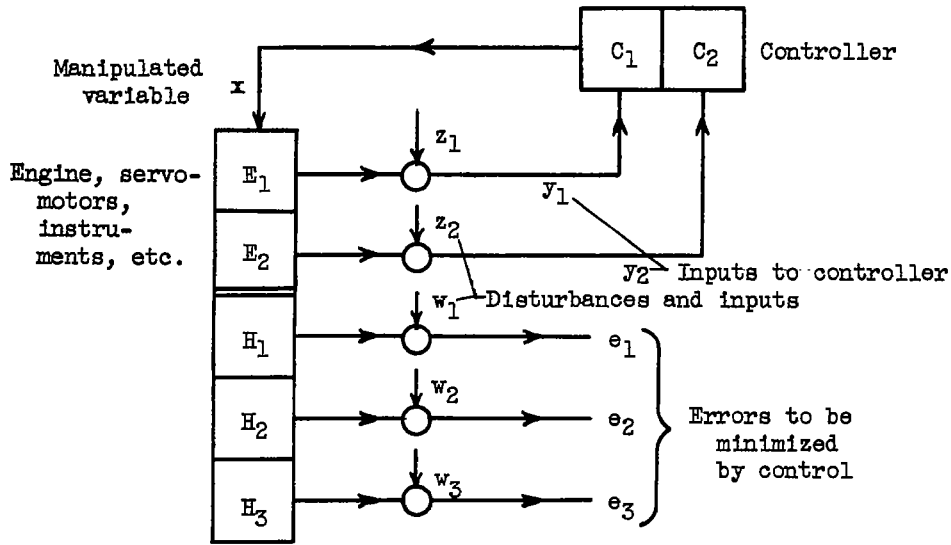 C1 C2 Controller
Manipulated
variable
x
z1
Engine, servo-
motors,
instru-
ments, etc.
E1
y1
z2
E2
y2 Inputs to controller
w1 Disturbances and inputs
H1
e1
w2
H2
e2
Errors to be
minimized
by control
w3
H3
e3